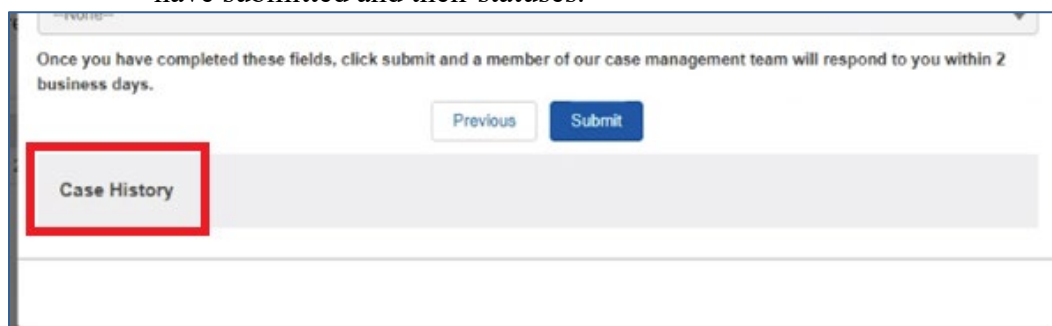 have submitted and their statuses.
--None--
Once you have completed these fields, click submit and a member of our case management team will respond to you within 2
business days.
Previous Submit
Case History